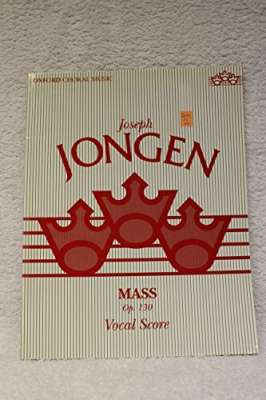 OXFORD CHORAL MUSIC
Joseph
JONGEN
MASS
Op. 130
Vocal Score